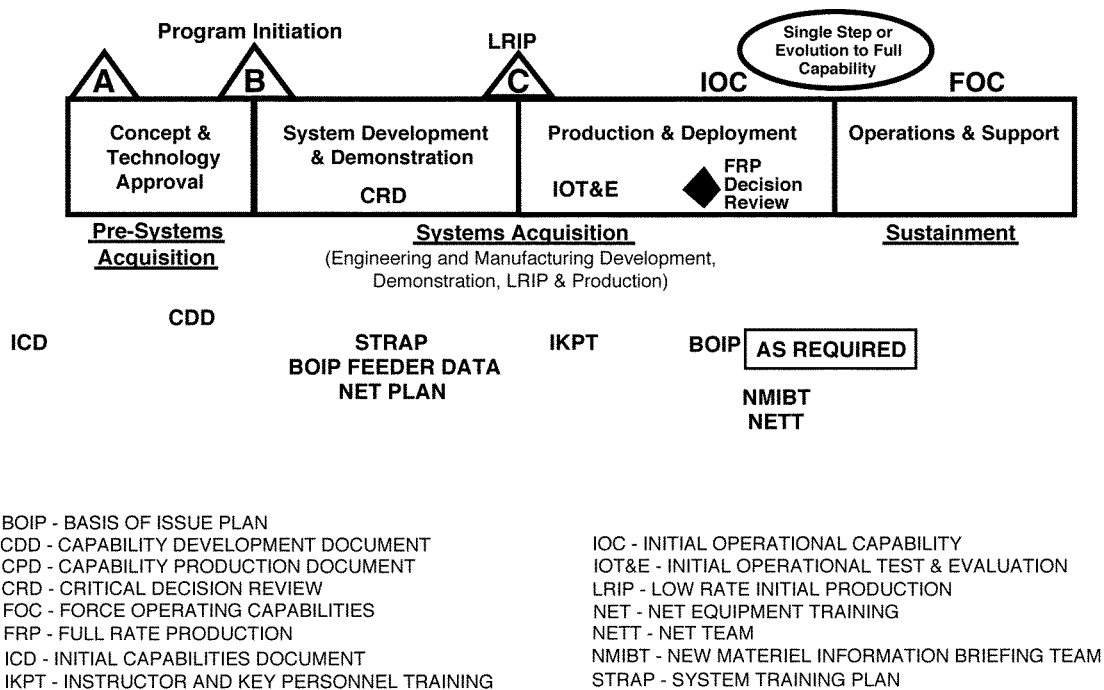 Program Initiation
LRIP
Single Step or
Evolution to Full
Capability
A
B
C
IOC
FOC
Concept &
Technology
Approval
System Development
& Demonstration
CRD
Production & Deployment
IOT&E
FRP
Decision
Review
Operations & Support
Pre-Systems
Acquisition
Systems Acquisition
(Engineering and Manufacturing Development,
Demonstration, LRIP & Production)
Sustainment
CDD
ICD
STRAP
BOIP FEEDER DATA
NET PLAN
IKPT
BOIP
AS REQUIRED
NMIBT
NETT
BOIP - BASIS OF ISSUE PLAN
CDD - CAPABILITY DEVELOPMENT DOCUMENT
CPD - CAPABILITY PRODUCTION DOCUMENT
CRD - CRITICAL DECISION REVIEW
FOC - FORCE OPERATING CAPABILITIES
FRP - FULL RATE PRODUCTION
ICD - INITIAL CAPABILITIES DOCUMENT
IKPT - INSTRUCTOR AND KEY PERSONNEL TRAINING
IOC - INITIAL OPERATIONAL CAPABILITY
IOT&E - INITIAL OPERATIONAL TEST & EVALUATION
LRIP - LOW RATE INITIAL PRODUCTION
NET - NET EQUIPMENT TRAINING
NETT - NET TEAM
NMIBT - NEW MATERIEL INFORMATION BRIEFING TEAM
STRAP - SYSTEM TRAINING PLAN